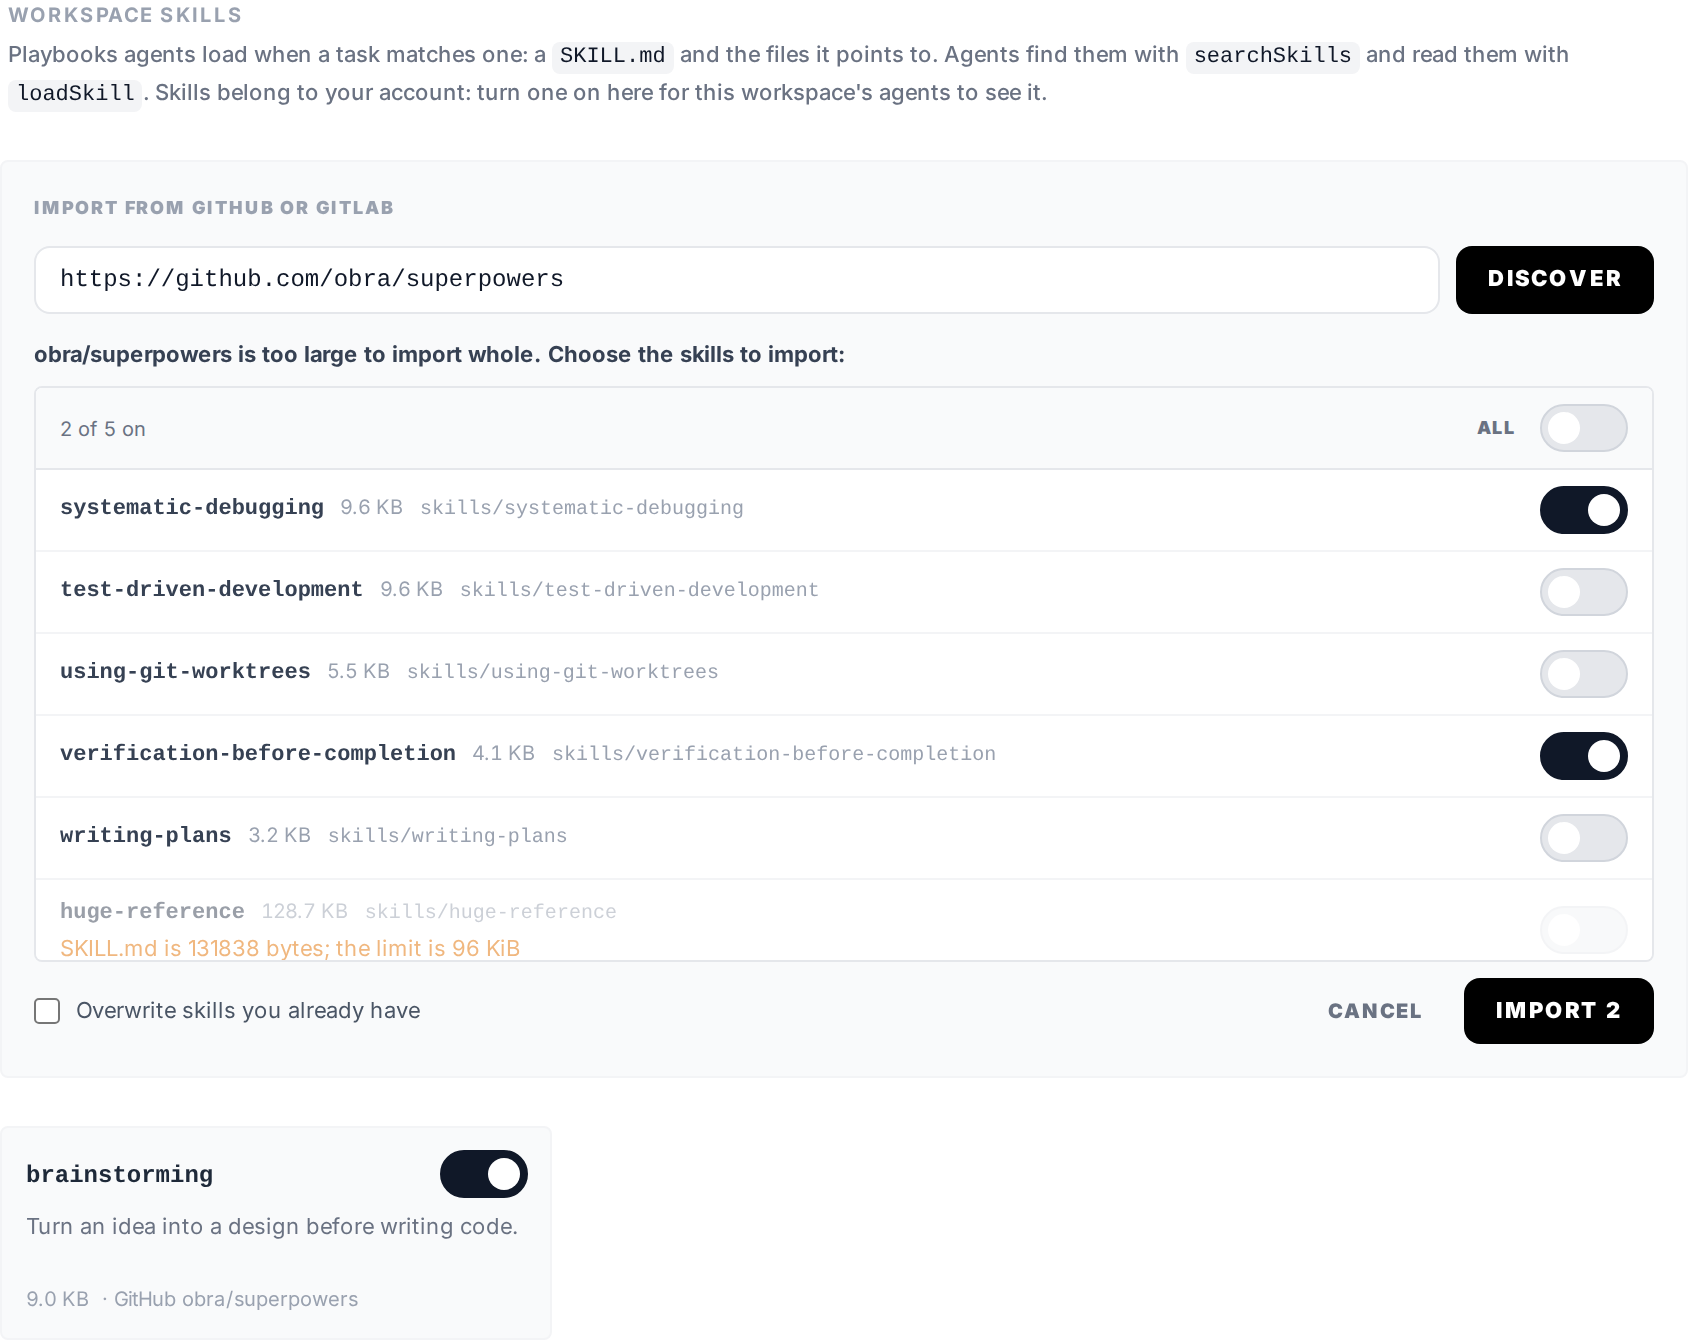 WORKSPACE SKILLS
Playbooks agents load when a task matches one: a SKILL.md and the files it points to. Agents find them with searchSkills and read them with
loadSkill. Skills belong to your account: turn one on here for this workspace's agents to see it.
IMPORT FROM GITHUB OR GITLAB
https://github.com/obra/superpowers
DISCOVER
obra/superpowers is too large to import whole. Choose the skills to import:
2 of 5 on
ALL
systematic-debugging 9.6 KB skills/systematic-debugging
test-driven-development 9.6 KB skills/test-driven-development
using-git-worktrees 5.5 KB skills/using-git-worktrees
verification-before-completion 4.1 KB skills/verification-before-completion
writing-plans 3.2 KB skills/writing-plans
huge-reference 128.7 KB skills/huge-reference
SKILL.md is 131838 bytes; the limit is 96 KiB
Overwrite skills you already have
CANCEL
IMPORT 2
brainstorming
Turn an idea into a design before writing code.
9.0 KB · GitHub obra/superpowers